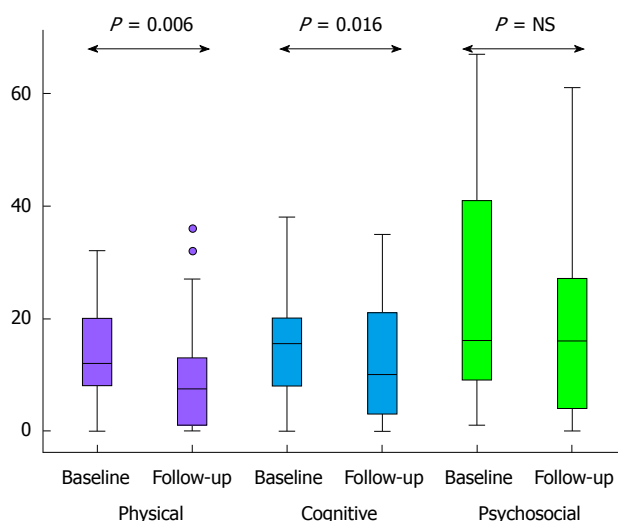 P = 0.006 P = 0.016 P = NS
60
40
20
0
Baseline Follow-up Baseline Follow-up Baseline Follow-up
Physical Cognitive Psychosocial